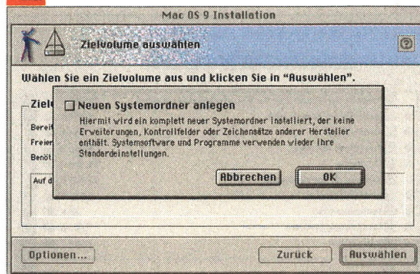 Mac OS 9 Installation
Zielvolume auswählen
Wählen Sie ein Zielvolume aus und klicken Sie in "Auswählen".
Ziel
Neuen Systemordner anlegen
Hiermit wird ein komplett neuer Systemordner installiert, der keine
Erweiterungen, Kontrollfelder oder Zeichensätze anderer Hersteller
enthält. Systemsoftware und Programme verwenden wieder ihre
Standardeinstellungen.
Bereit
Freier
Benöt.
Auf d
Abbrechen
OK
Optionen...
Zurück
Auswählen